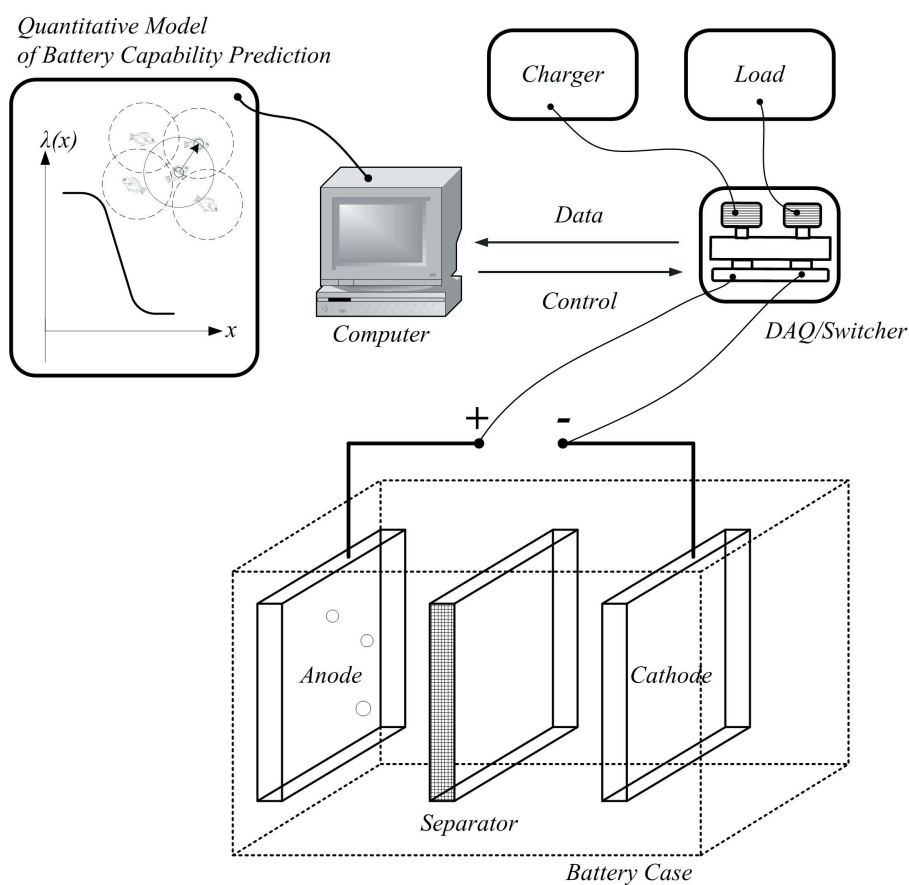 Quantitative Model
of Battery Capability Prediction
λ(x)
x
Charger
Load
Data
Control
Computer
DAQ/Switcher
+
-
Anode
Cathode
Separator
Battery Case